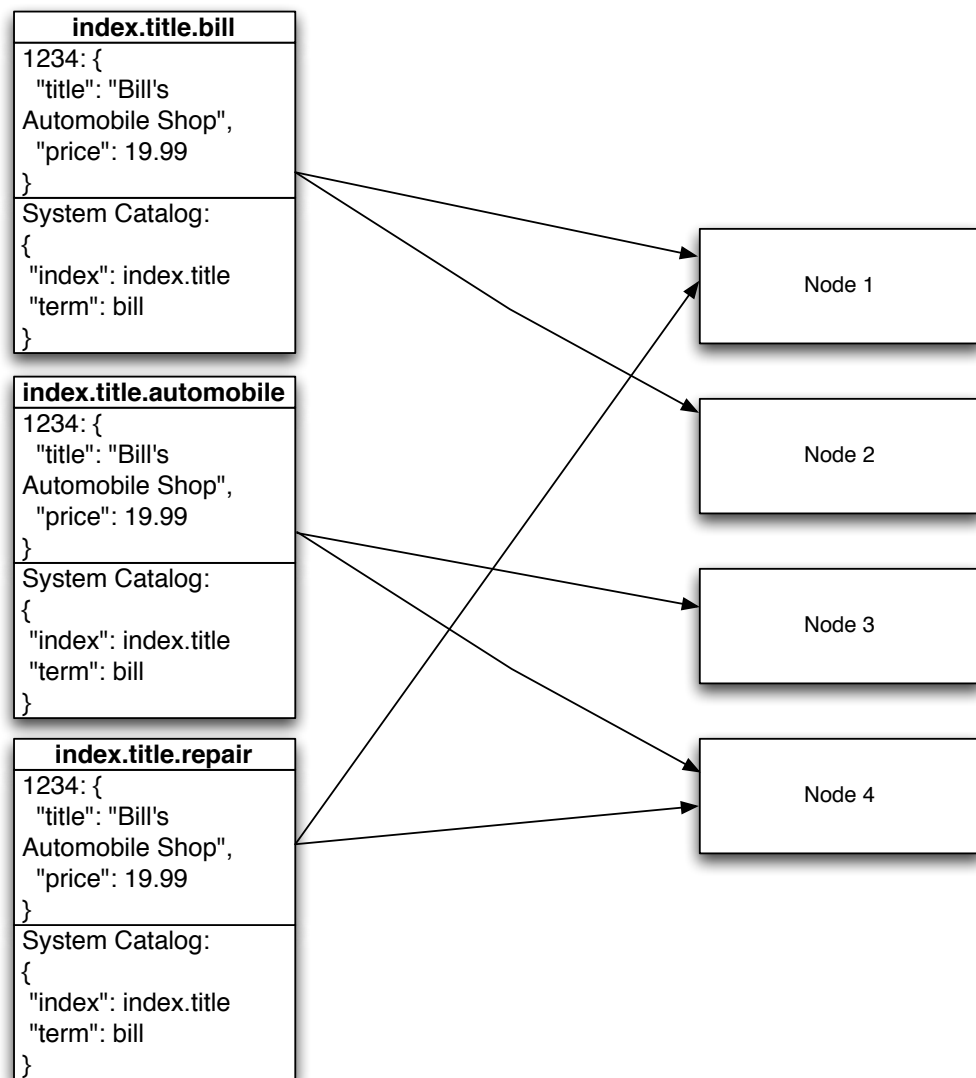 index.title.bill
1234: {
"title": "Bill's
Automobile Shop",
"price": 19.99
}
System Catalog:
{
"index": index.title
"term": bill
}
index.title.automobile
1234: {
"title": "Bill's
Automobile Shop",
"price": 19.99
}
System Catalog:
{
"index": index.title
"term": bill
}
index.title.repair
1234: {
"title": "Bill's
Automobile Shop",
"price": 19.99
}
System Catalog:
{
"index": index.title
"term": bill
}
Node 1
Node 2
Node 3
Node 4